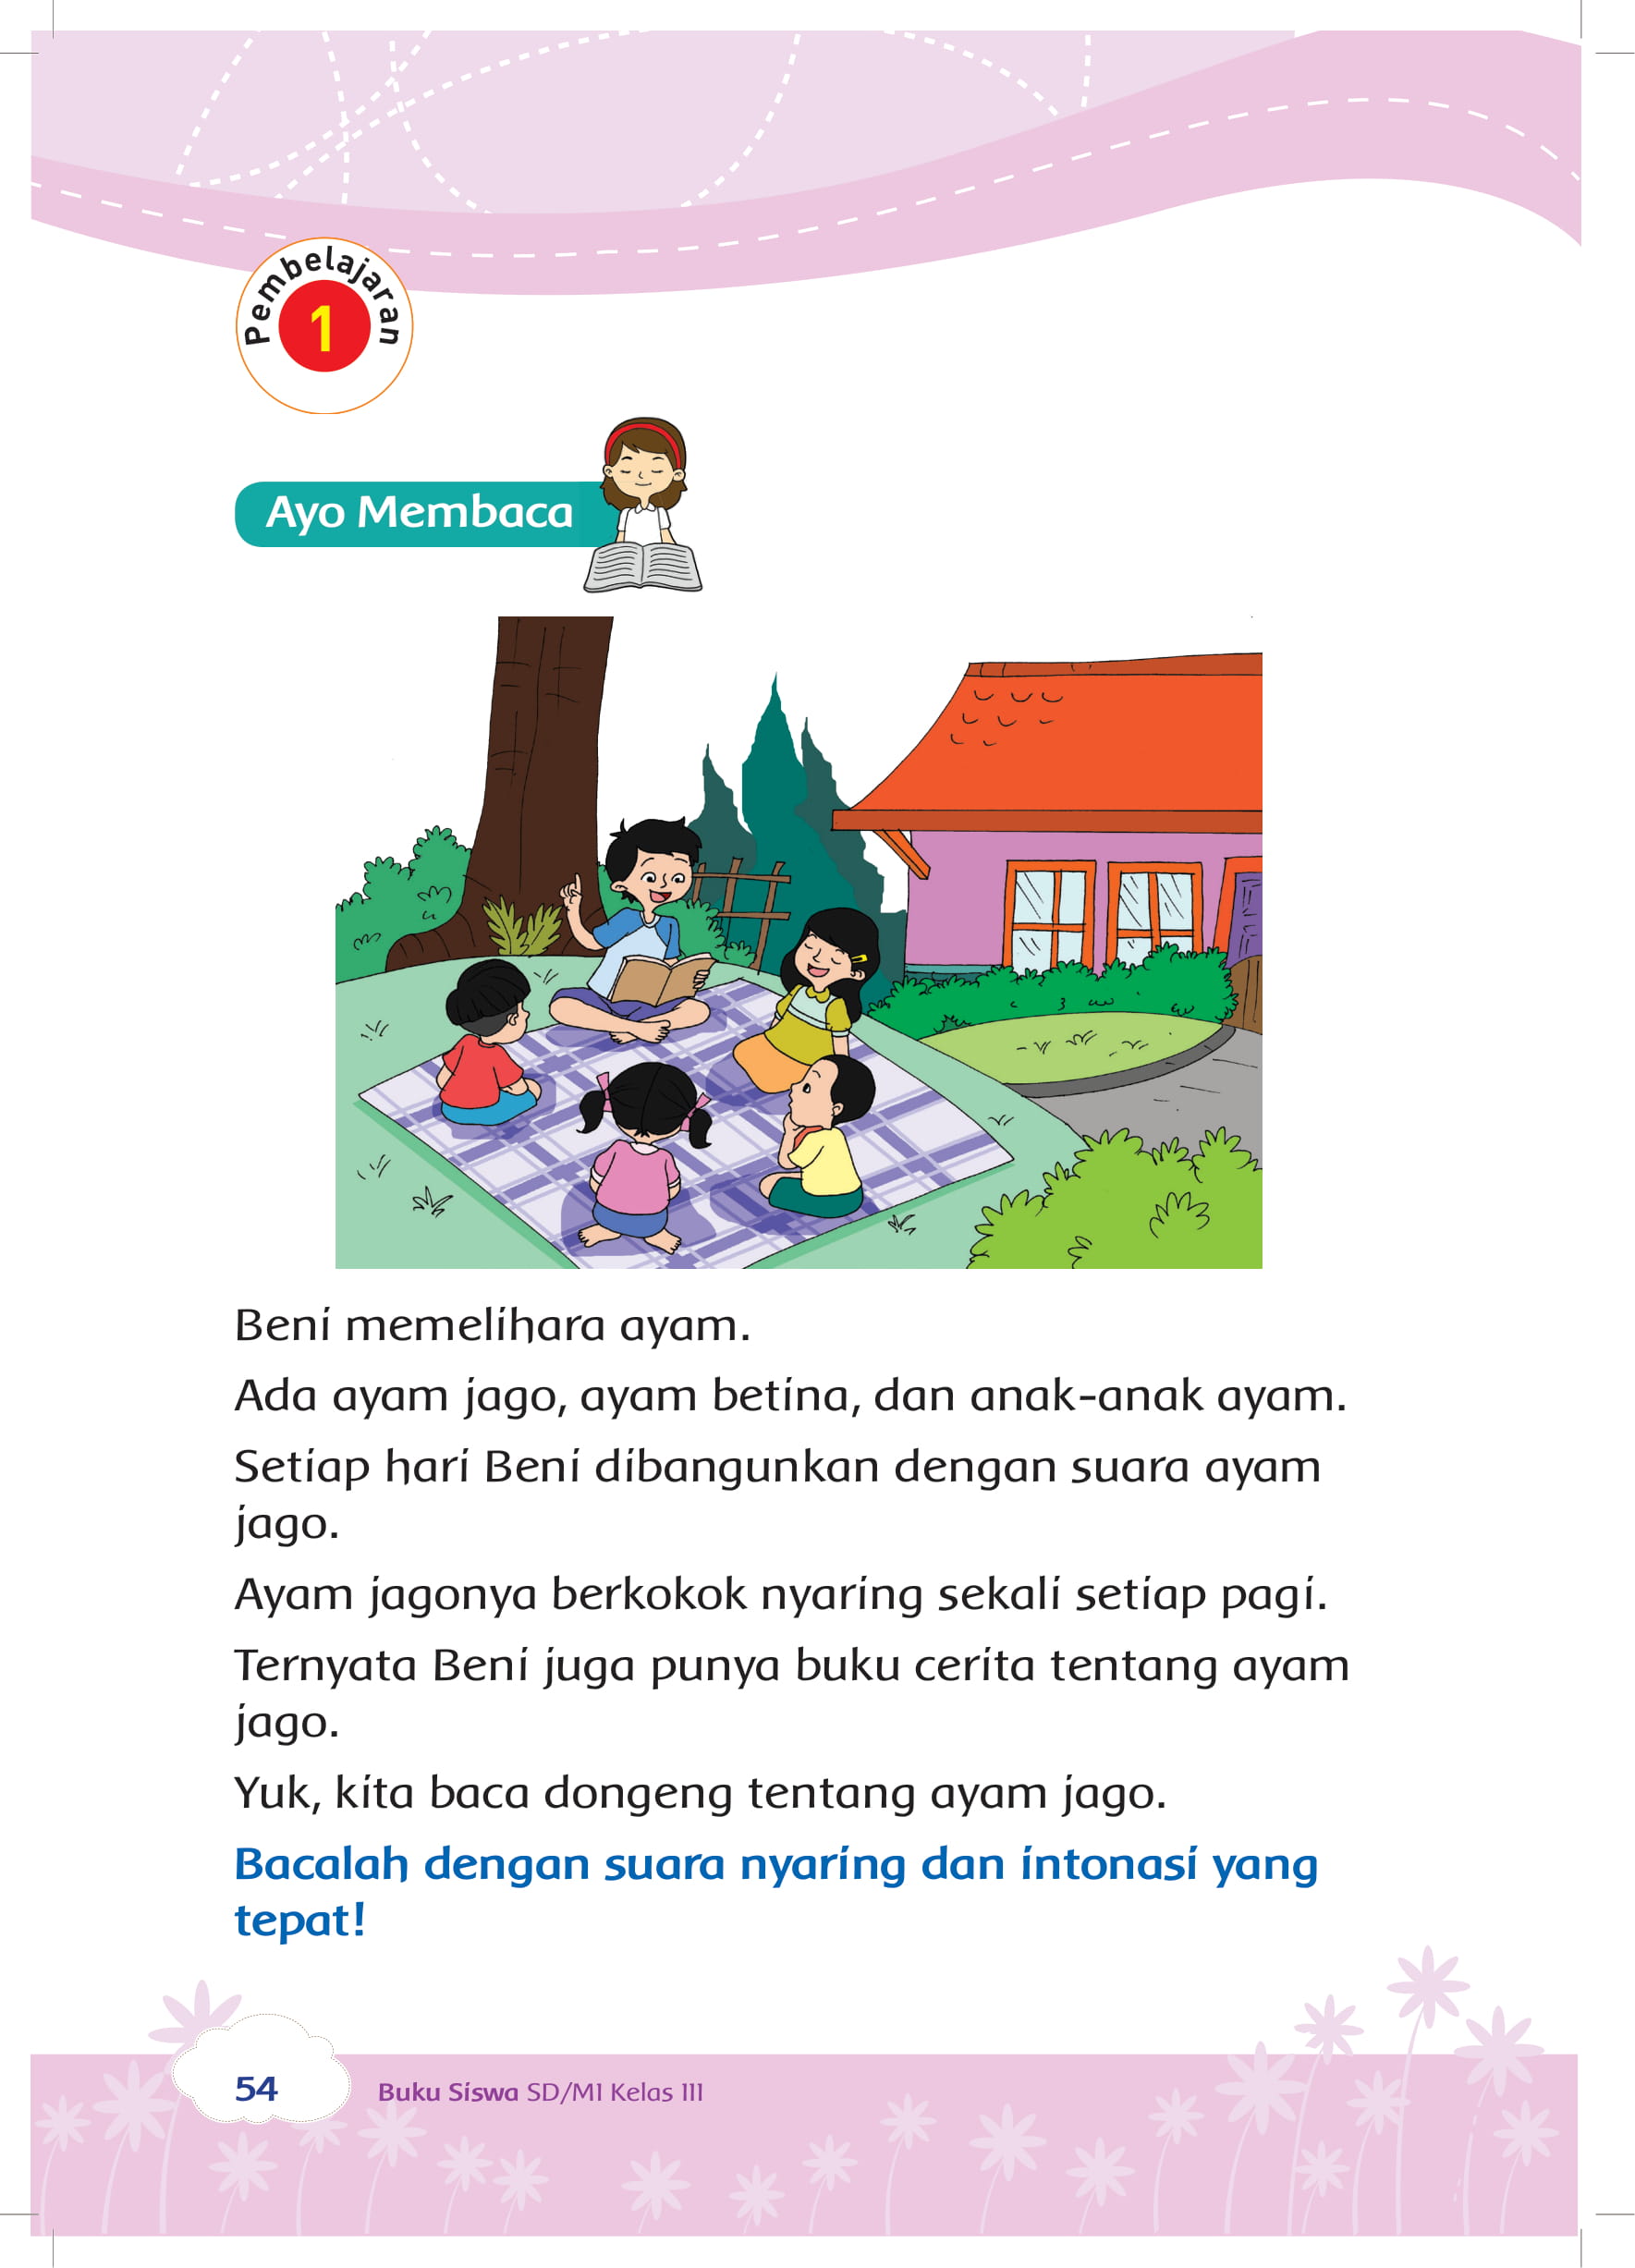 Pembelajaran
1
Ayo Membaca
Beni memelihara ayam.
Ada ayam jago, ayam betina, dan anak-anak ayam.
Setiap hari Beni dibangunkan dengan suara ayam
jago.
Ayam jagonya berkokok nyaring sekali setiap pagi.
Ternyata Beni juga punya buku cerita tentang ayam
jago.
Yuk, kita baca dongeng tentang ayam jago.
Bacalah dengan suara nyaring dan intonasi yang
tepat!
54
Buku Siswa SD/MI Kelas III